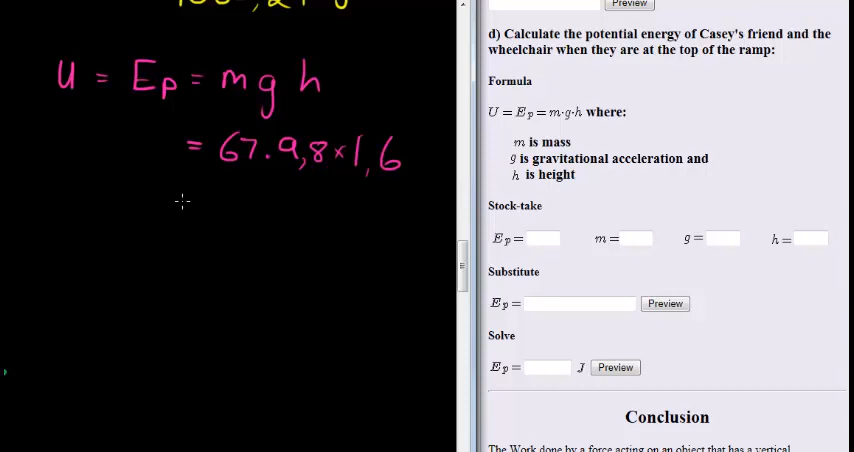 U = Ep = mgh
= 67.9,8×1,6
Preview
d) Calculate the potential energy of Casey's friend and the
wheelchair when they are at the top of the ramp:
Formula
U = Ep = m·g·h where:
m is mass
g is gravitational acceleration and
h is height
Stock-take
Ep = m = g = h =
Substitute
Ep = Preview
Solve
Ep = J Preview
Conclusion
The Work done by a force acting on an object that has a vertical